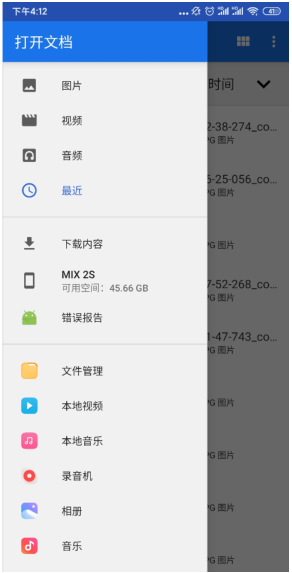 下午4:12
打开文档
图片
时间
2-38-274_co...
视频
PG 图片
音频
6-25-056_co...
PG 图片
最近
下载内容
PG 图片
MIX 2S
可用空间：45.66 GB
7-52-268_co...
PG 图片
错误报告
1-47-743_co...
PG 图片
文件管理
本地视频
PG 图片
本地音乐
PG 图片
录音机
相册
PG 图片
音乐
PG 图片